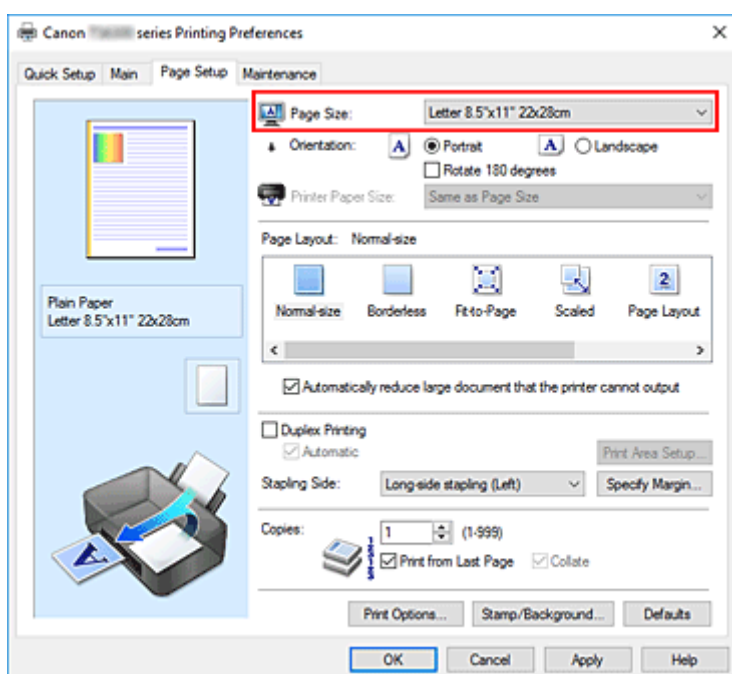 Canon series Printing Preferences
Quick Setup Main Page Setup Maintenance
Page Size: Letter 8.5"x11" 22x28cm
Orientation: A Portrait A Landscape
Rotate 180 degrees
Printer Paper Size: Same as Page Size
Page Layout: Normal-size
2
Normal-size Borderless Fit-to-Page Scaled Page Layout
Plain Paper
Letter 8.5"x11" 22x28cm
Automatically reduce large document that the printer cannot output
Duplex Printing
Automatic
Print Area Setup...
Stapling Side: Long-side stapling (Left) Specify Margin...
Copies: 1 (1-999)
Print from Last Page Collate
A
Print Options... Stamp/Background... Defaults
OK Cancel Apply Help